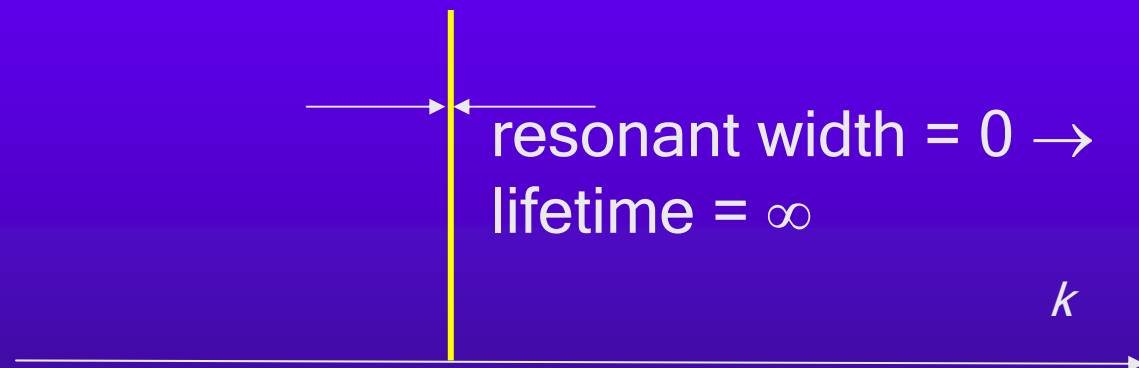 resonant width = 0 →
lifetime = ∞
k